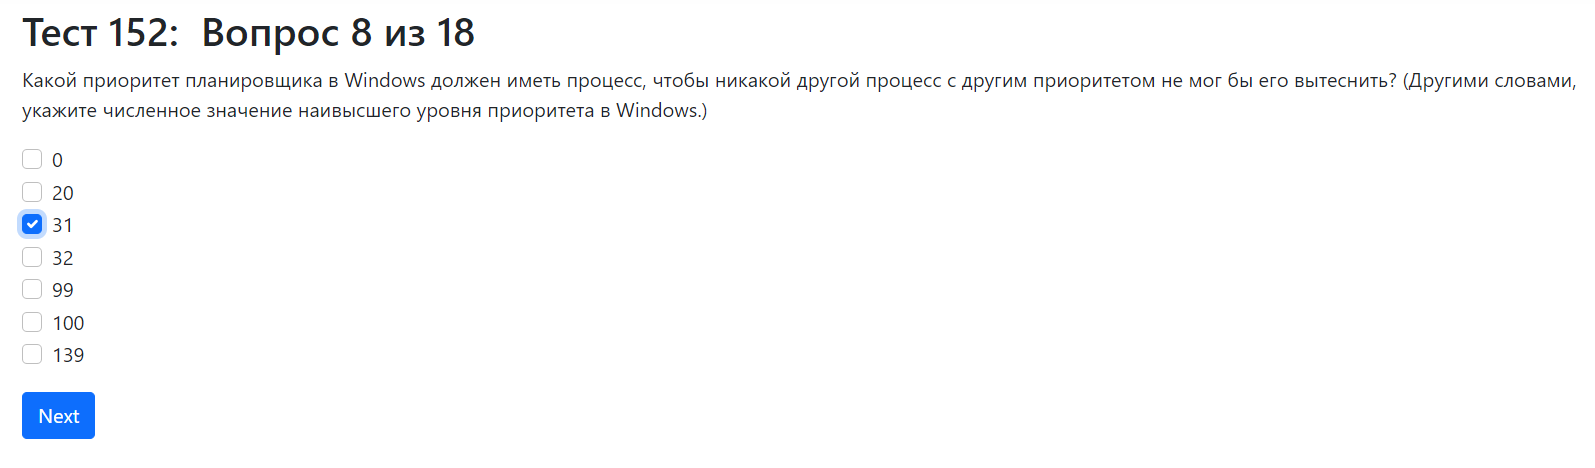 Тест 152:  Вопрос 8 из 18
Какой приоритет планировщика в Windows должен иметь процесс, чтобы никакой другой процесс с другим приоритетом не мог бы его вытеснить? (Другими словами,
укажите численное значение наивысшего уровня приоритета в Windows.)
0
20
31
32
99
100
139
Next